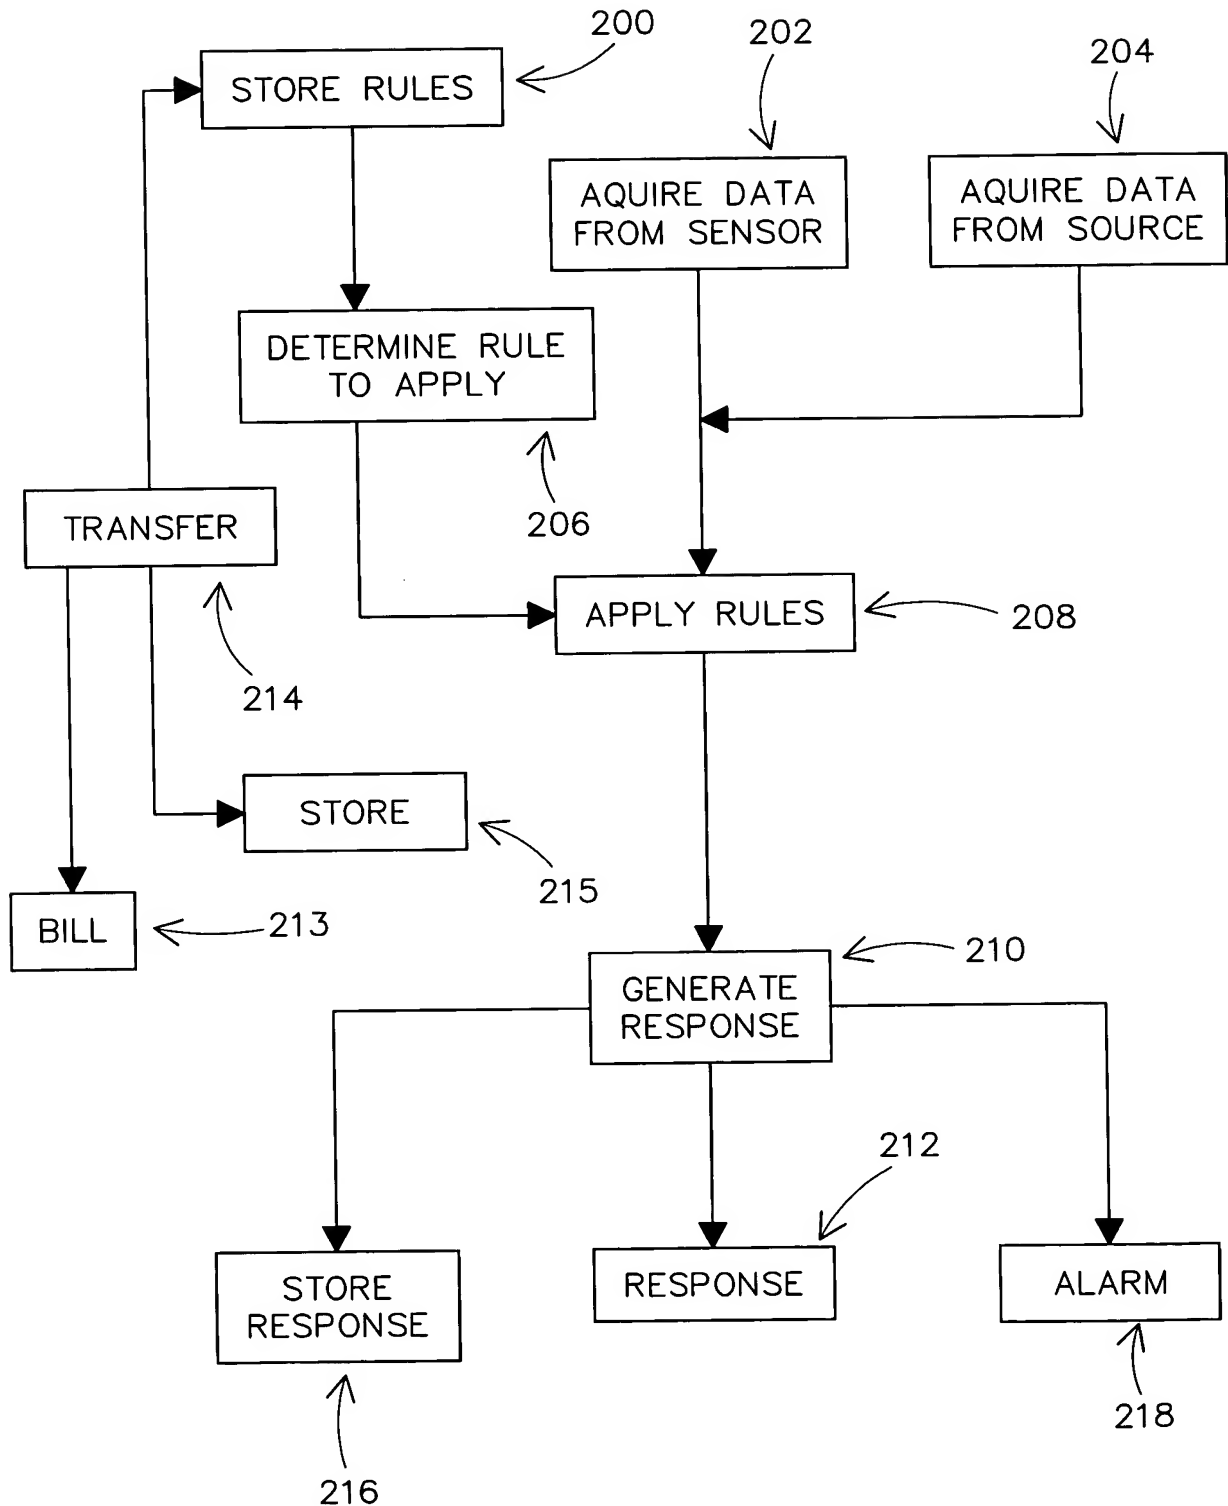 200
202
204
STORE RULES
AQUIRE DATA
FROM SENSOR
AQUIRE DATA
FROM SOURCE
DETERMINE RULE
TO APPLY
206
TRANSFER
214
APPLY RULES
208
STORE
215
BILL
213
210
GENERATE
RESPONSE
212
STORE
RESPONSE
RESPONSE
ALARM
216
218